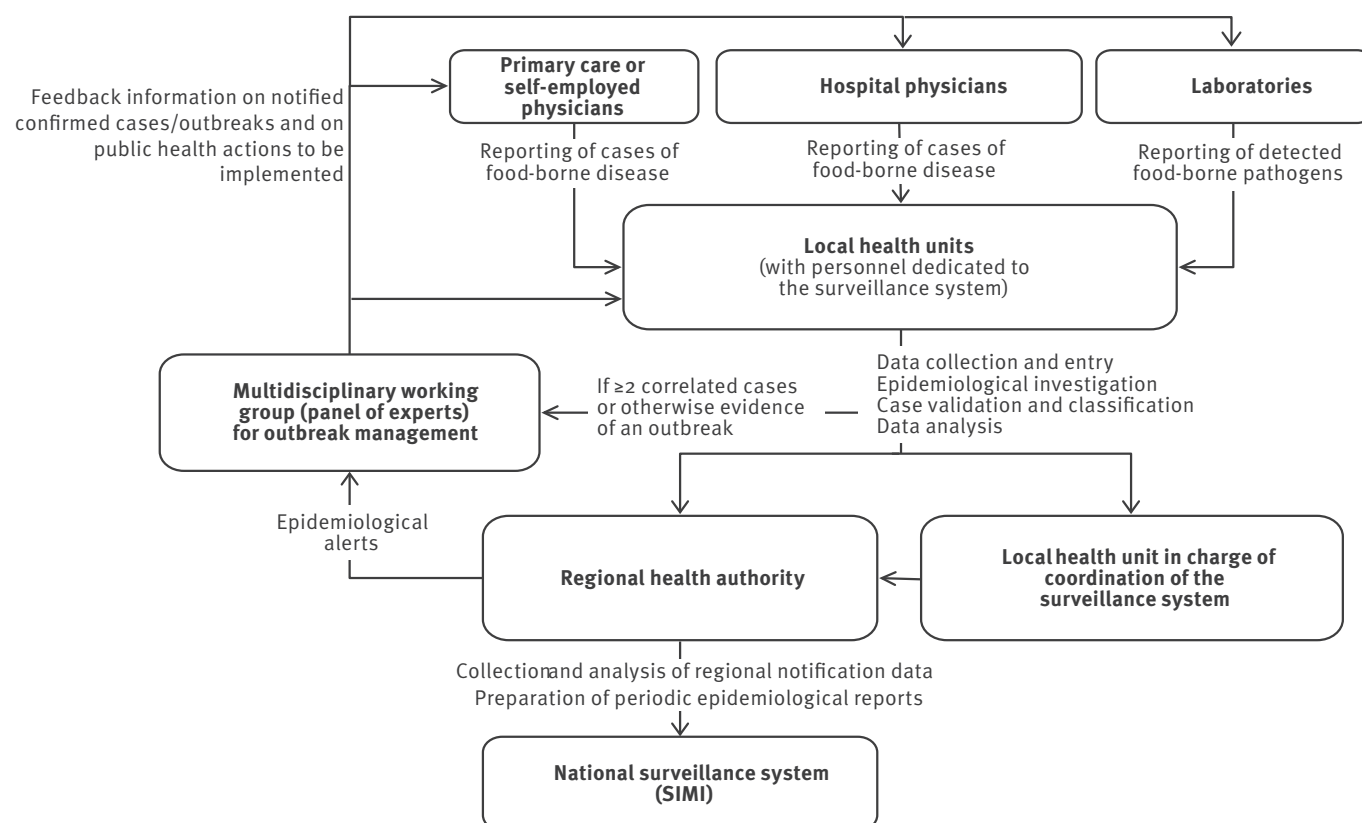 Primary care or
self-employed
physicians
Hospital physicians
Laboratories
Feedback information on notified
confirmed cases/outbreaks and on
public health actions to be
implemented
Reporting of cases of
food-borne disease
Reporting of cases of
food-borne disease
Reporting of detected
food-borne pathogens
Local health units
(with personnel dedicated to
the surveillance system)
Data collection and entry
Epidemiological investigation
Case validation and classification
Data analysis
If ≥2 correlated cases
or otherwise evidence
of an outbreak
Multidisciplinary working
group (panel of experts)
for outbreak management
Epidemiological
alerts
Regional health authority
Local health unit in charge of
coordination of the
surveillance system
Collectionand analysis of regional notification data
Preparation of periodic epidemiological reports
National surveillance system
(SIMI)